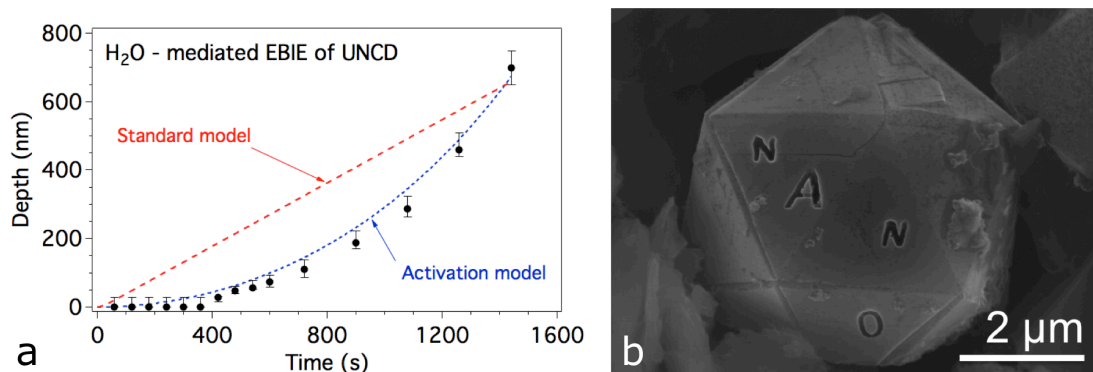 H₂O - mediated EBIE of UNCD
Depth (nm)
800
600
400
200
0
Standard model
Activation model
0
400
800
1200
1600
Time (s)
a
N
A
N
O
2 µm
b